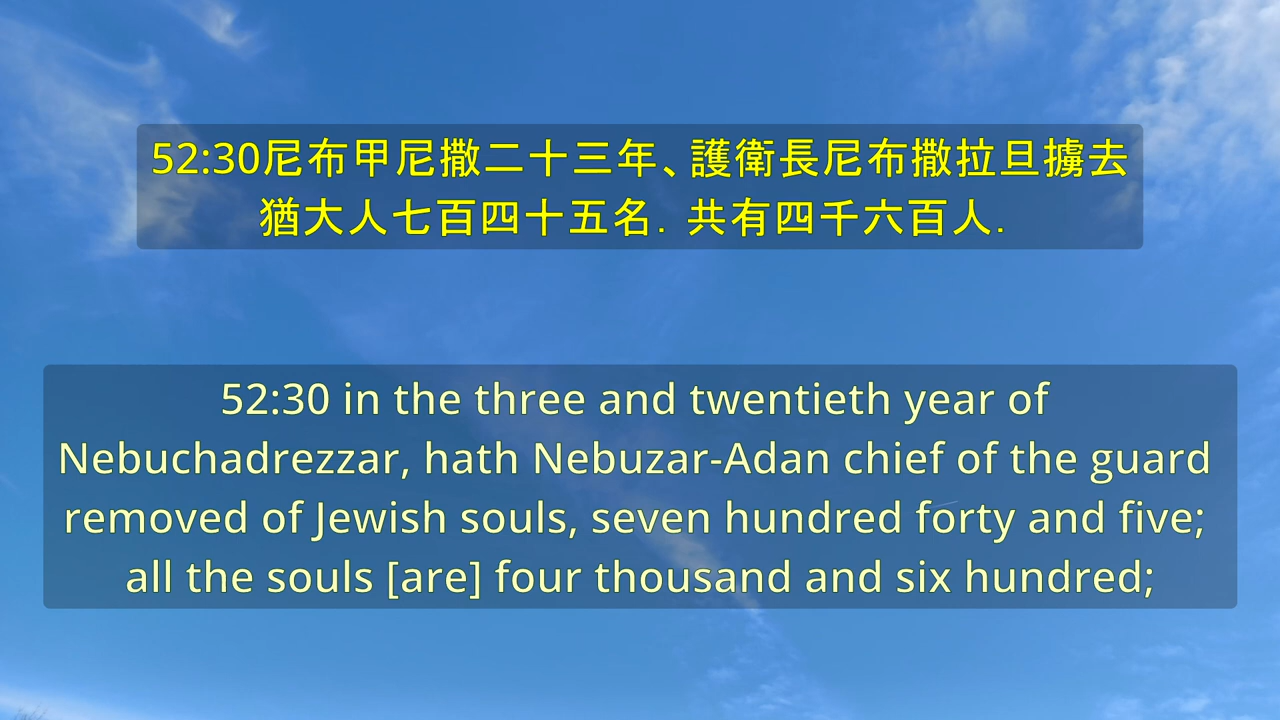 52:30尼布甲尼撒二十三年、護衛長尼布撒拉旦擄去
猶大人七百四十五名．共有四千六百人．
52:30 in the three and twentieth year of
Nebuchadrezzar, hath Nebuzar-Adan chief of the guard
removed of Jewish souls, seven hundred forty and five;
all the souls [are] four thousand and six hundred;